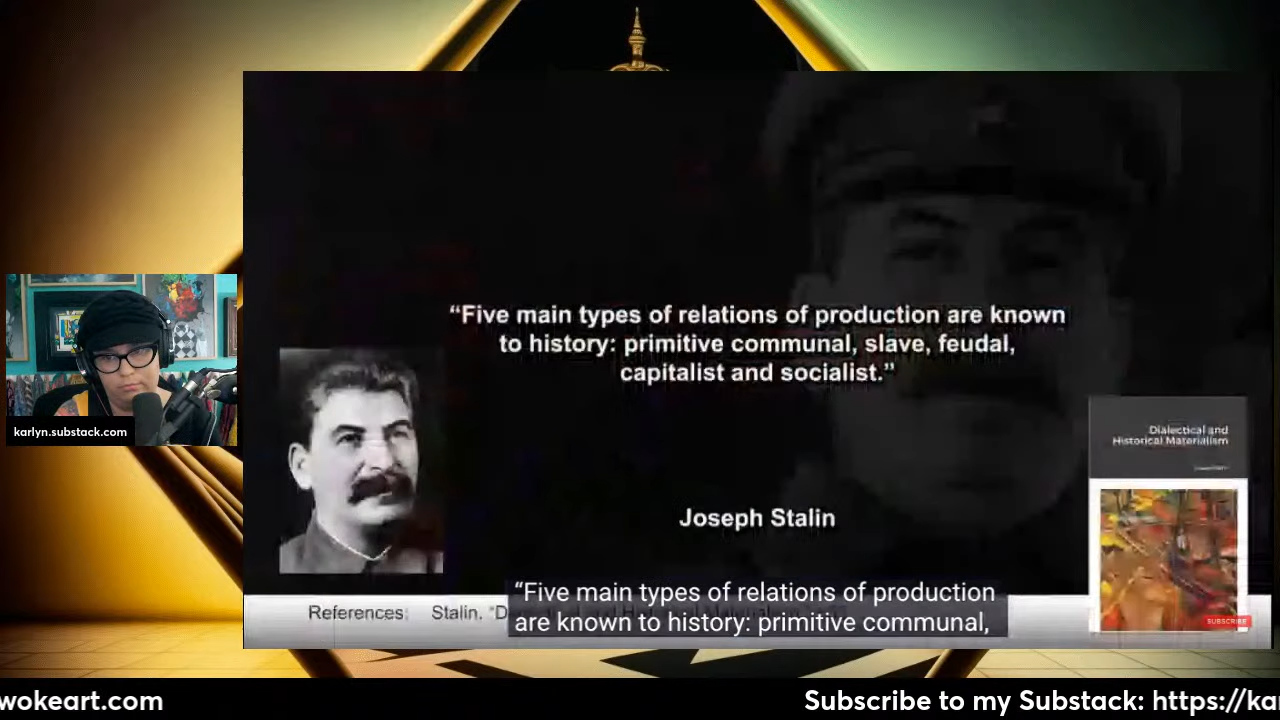 “Five main types of relations of production are known
to history: primitive communal, slave, feudal,
capitalist and socialist.”
Dialectical and
Historical Materialism
karlyn.substack.com
Joseph Stalin
“Five main types of relations of production
are known to history: primitive communal,
References: Stalin. “D
SUBSCRIBE
wokeart.com
Subscribe to my Substack: https://ka